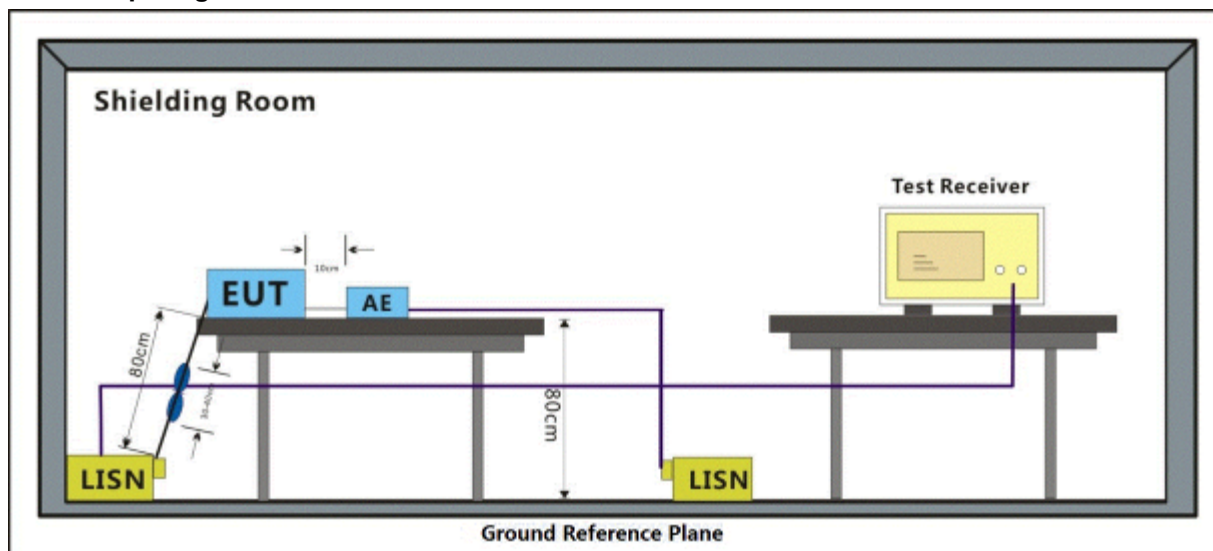 Shielding Room
Test Receiver
10cm
EUT
AE
80cm
80cm
LISN
LISN
Ground Reference Plane